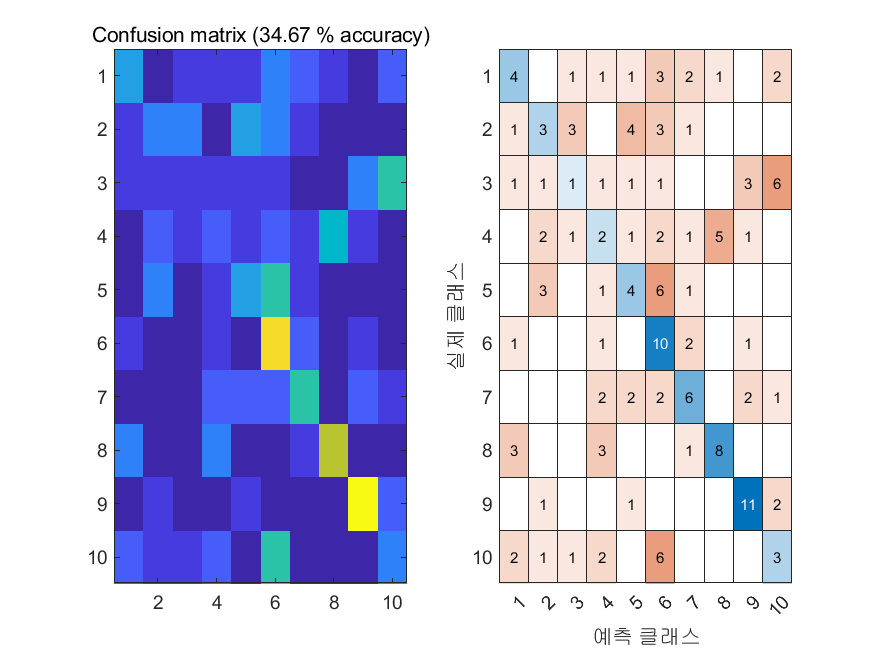 Confusion matrix (34.67 % accuracy)
1
2
3
4
5
6
7
8
9
10
2 4 6 8 10
실제 클래스
1 4 1 1 1 3 2 1 2
2 1 3 3 4 3 1
3 1 1 1 1 1 1 3 6
4 2 1 2 1 2 1 5 1
5 3 1 4 6 1
6 1 1 10 2 1
7 2 2 2 6 2 1
8 3 3 1 8
9 1 1 11 2
10 2 1 1 2 6 3
1 2 3 4 5 6 7 8 9 10
예측 클래스